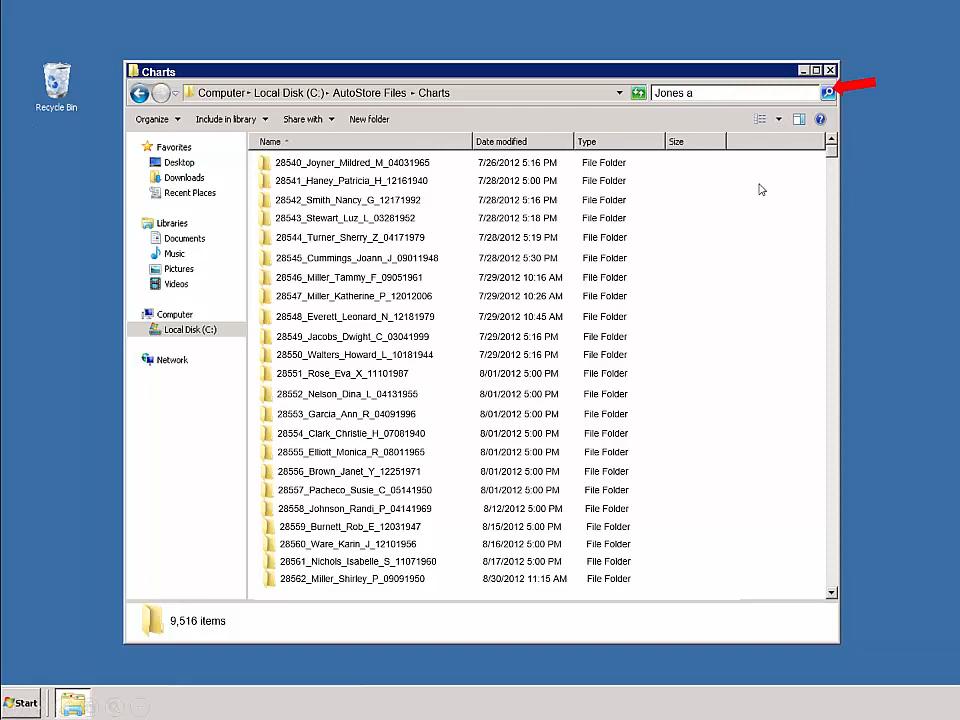 Recycle Bin
Charts
Computer Local Disk (C:) AutoStore Files Charts
Jones a
Organize Include in library Share with New folder
Name Date modified Type Size
Favorites
Desktop
Downloads
Recent Places
Libraries
Documents
Music
Pictures
Videos
Computer
Local Disk (C:)
Network
28540_Joyner_Mildred_M_04031965 7/26/2012 5:16 PM File Folder
28541_Haney_Patricia_H_12161940 7/28/2012 5:00 PM File Folder
28542_Smith_Nancy_G_12171992 7/28/2012 5:16 PM File Folder
28543_Stewart_Luz_L_03281952 7/28/2012 5:18 PM File Folder
28544_Turner_Sherry_Z_04171979 7/28/2012 5:19 PM File Folder
28545_Cummings_Joann_J_09011948 7/28/2012 5:30 PM File Folder
28546_Miller_Tammy_F_09051961 7/29/2012 10:16 AM File Folder
28547_Miller_Katherine_P_12012006 7/29/2012 10:26 AM File Folder
28548_Everett_Leonard_N_12181979 7/29/2012 10:45 AM File Folder
28549_Jacobs_Dwight_C_03041999 7/29/2012 5:16 PM File Folder
28550_Walters_Howard_L_10181944 7/29/2012 5:16 PM File Folder
28551_Rose_Eva_X_11101987 8/01/2012 5:00 PM File Folder
28552_Nelson_Dina_L_04131955 8/01/2012 5:00 PM File Folder
28553_Garcia_Ann_R_04091996 8/01/2012 5:00 PM File Folder
28554_Clark_Christie_H_07081940 8/01/2012 5:00 PM File Folder
28555_Elliott_Monica_R_08011965 8/01/2012 5:00 PM File Folder
28556_Brown_Janet_Y_12251971 8/01/2012 5:00 PM File Folder
28557_Pacheco_Susie_C_05141950 8/01/2012 5:00 PM File Folder
28558_Johnson_Randi_P_04141969 8/12/2012 5:00 PM File Folder
28559_Burnett_Rob_E_12031947 8/15/2012 5:00 PM File Folder
28560_Ware_Karin_J_12101956 8/16/2012 5:00 PM File Folder
28561_Nichols_Isabelle_S_11071960 8/17/2012 5:00 PM File Folder
28562_Miller_Shirley_P_09091950 8/30/2012 11:15 AM File Folder
9,516 items
Start